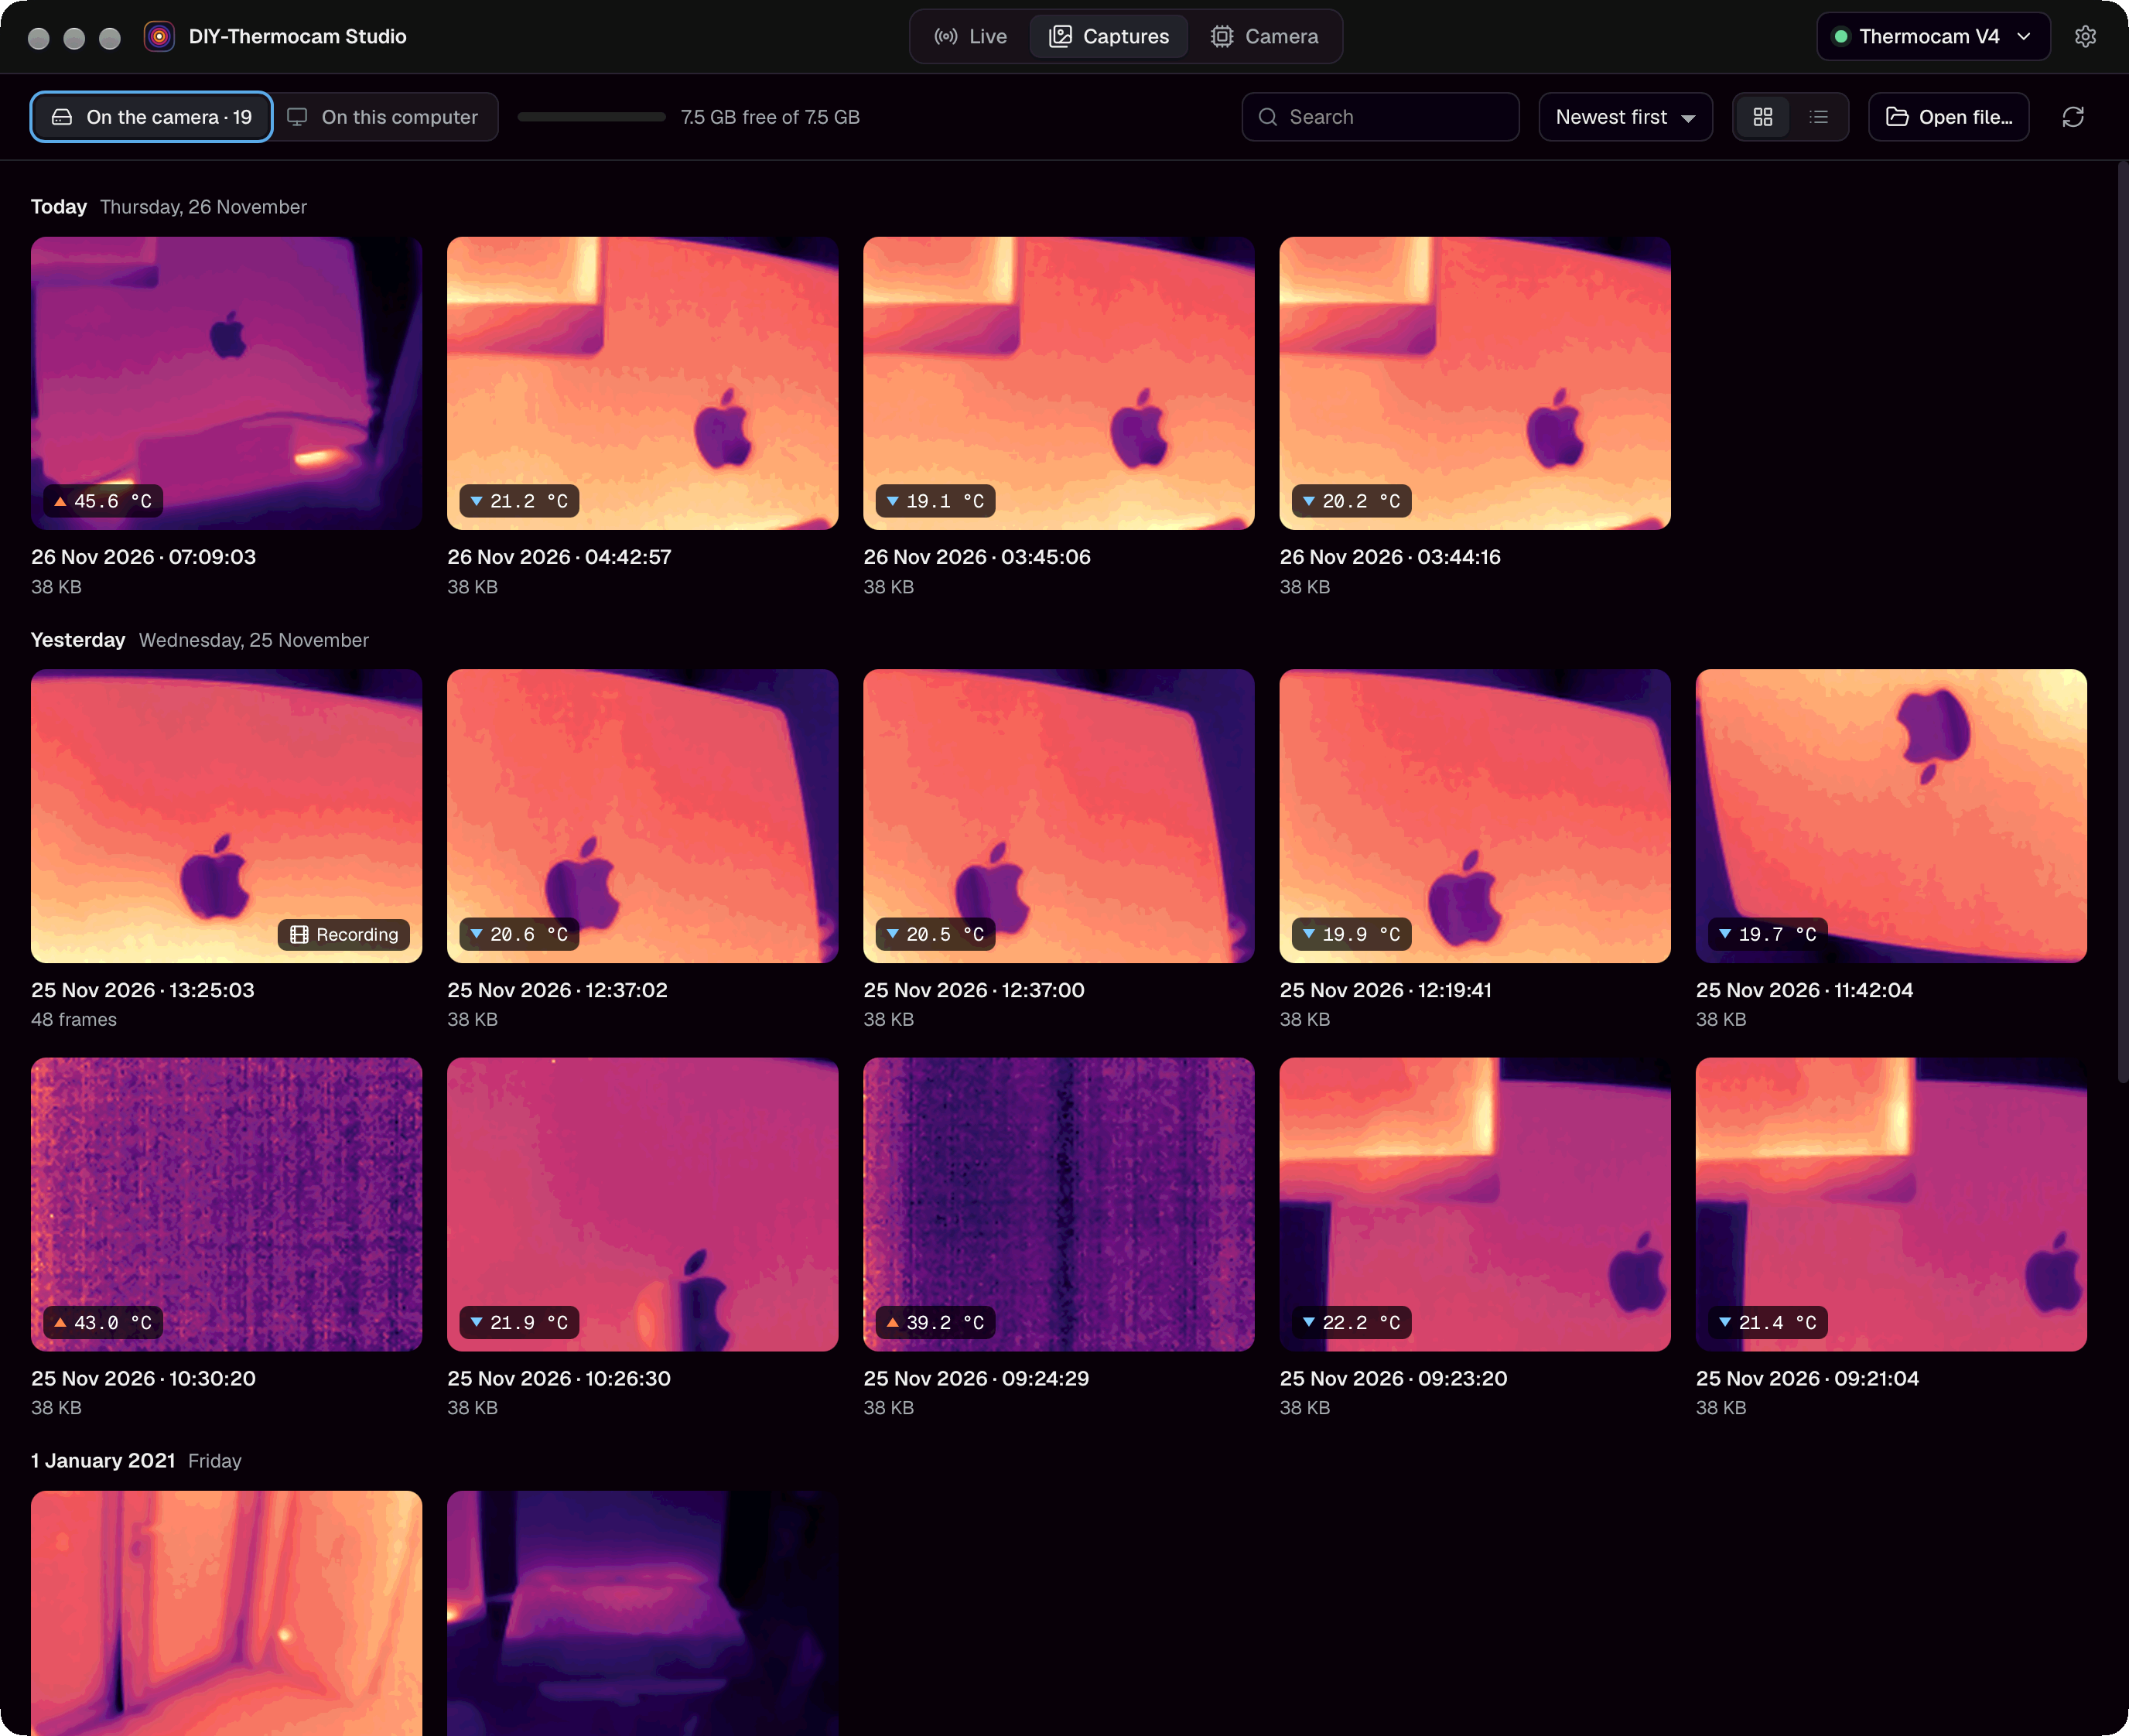 DIY-Thermocam Studio
Live
Captures
Camera
Thermocam V4
On the camera · 19
On this computer
7.5 GB free of 7.5 GB
Search
Newest first
Open file...
Today Thursday, 26 November
45.6 °C
21.2 °C
19.1 °C
20.2 °C
26 Nov 2026 · 07:09:03
26 Nov 2026 · 04:42:57
26 Nov 2026 · 03:45:06
26 Nov 2026 · 03:44:16
38 KB
38 KB
38 KB
38 KB
Yesterday Wednesday, 25 November
Recording
20.6 °C
20.5 °C
19.9 °C
19.7 °C
25 Nov 2026 · 13:25:03
25 Nov 2026 · 12:37:02
25 Nov 2026 · 12:37:00
25 Nov 2026 · 12:19:41
25 Nov 2026 · 11:42:04
48 frames
38 KB
38 KB
38 KB
38 KB
43.0 °C
21.9 °C
39.2 °C
22.2 °C
21.4 °C
25 Nov 2026 · 10:30:20
25 Nov 2026 · 10:26:30
25 Nov 2026 · 09:24:29
25 Nov 2026 · 09:23:20
25 Nov 2026 · 09:21:04
38 KB
38 KB
38 KB
38 KB
38 KB
1 January 2021 Friday